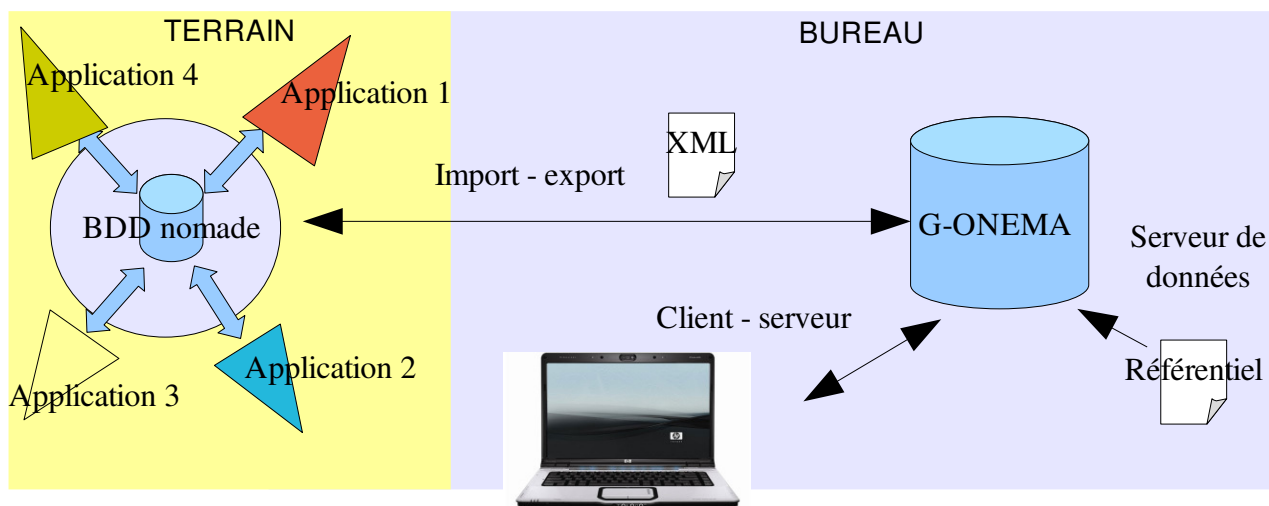 TERRAIN
BUREAU
Application 4
Application 1
XML
Import - export
BDD nomade
G-ONEMA
Serveur de
données
Client - serveur
Application 2
Référentiel
Application 3